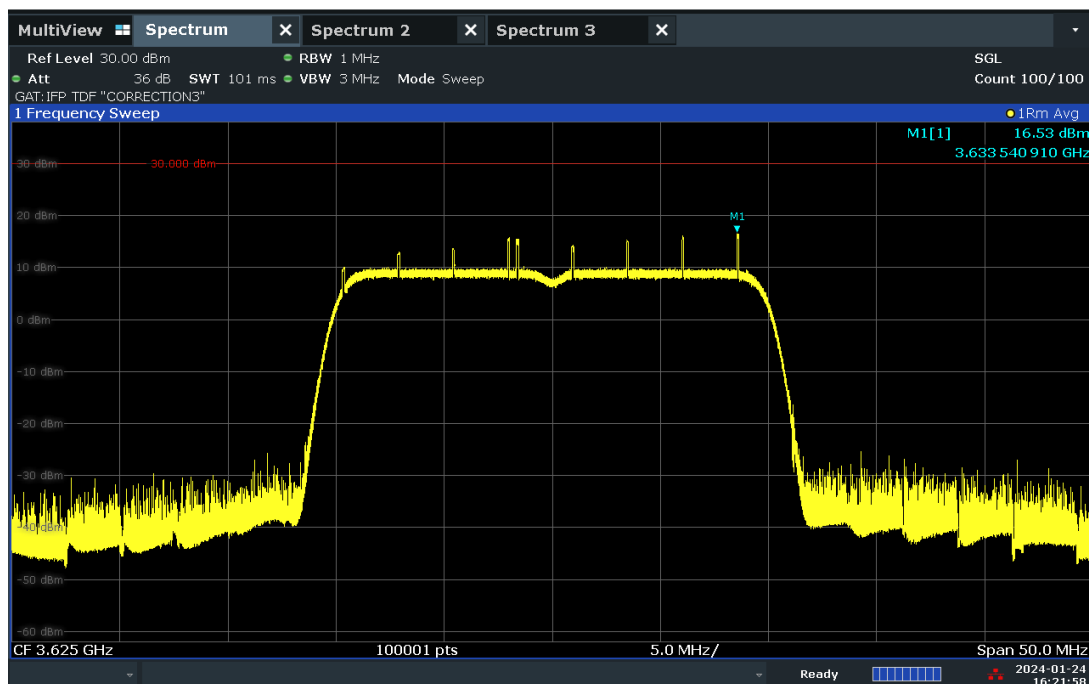 MultiView Spectrum X Spectrum 2 X Spectrum 3 X
Ref Level 30.00 dBm RBW 1 MHz SGL
Att 36 dB SWT 101 ms VBW 3 MHz Mode Sweep Count 100/100
GAT:IFP TDF "CORRECTION3"
1 Frequency Sweep 1Rm Avg
M1[1] 16.53 dBm
3.633 540 910 GHz
30 dBm 30.000 dBm
20 dBm
M1
10 dBm
0 dBm
-10 dBm
-20 dBm
-30 dBm
-40 dBm
-50 dBm
-60 dBm
CF 3.625 GHz 100001 pts 5.0 MHz/ Span 50.0 MHz
Ready 2024-01-24
16:21:58